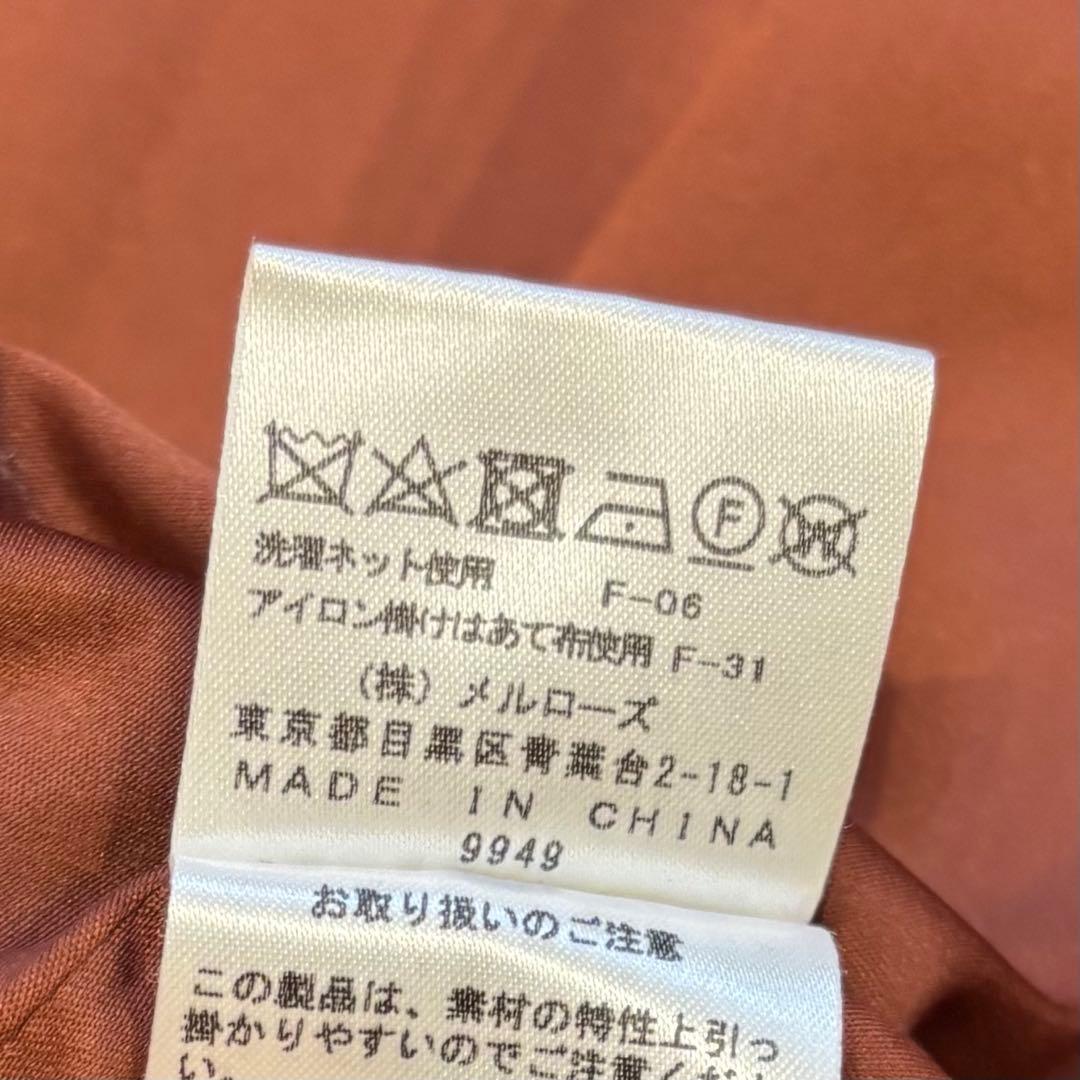 F
W
洗濯ネット使用 F-06
アイロン掛けはあて布使用 F-31
(株) メルローズ
東京都目黒区青葉台2-18-1
MADE IN CHINA
9949
お取り扱いのご注意
この製品は、素材の特性上引っ
掛かりやすいのでご注意くださ
い。